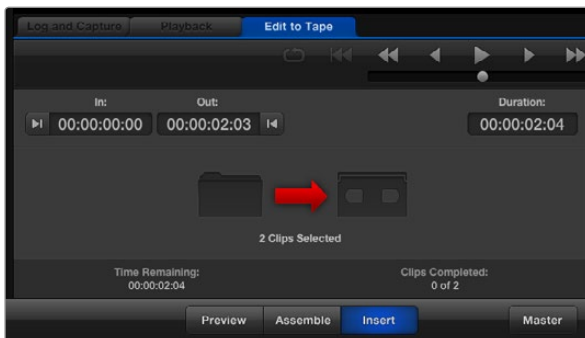 Log and Capture Playback Edit to Tape
In: Out: Duration:
00:00:00:00 00:00:02:03 00:00:02:04
2 Clips Selected
Time Remaining: Clips Completed:
00:00:02:04 0 of 2
Preview Assemble Insert Master